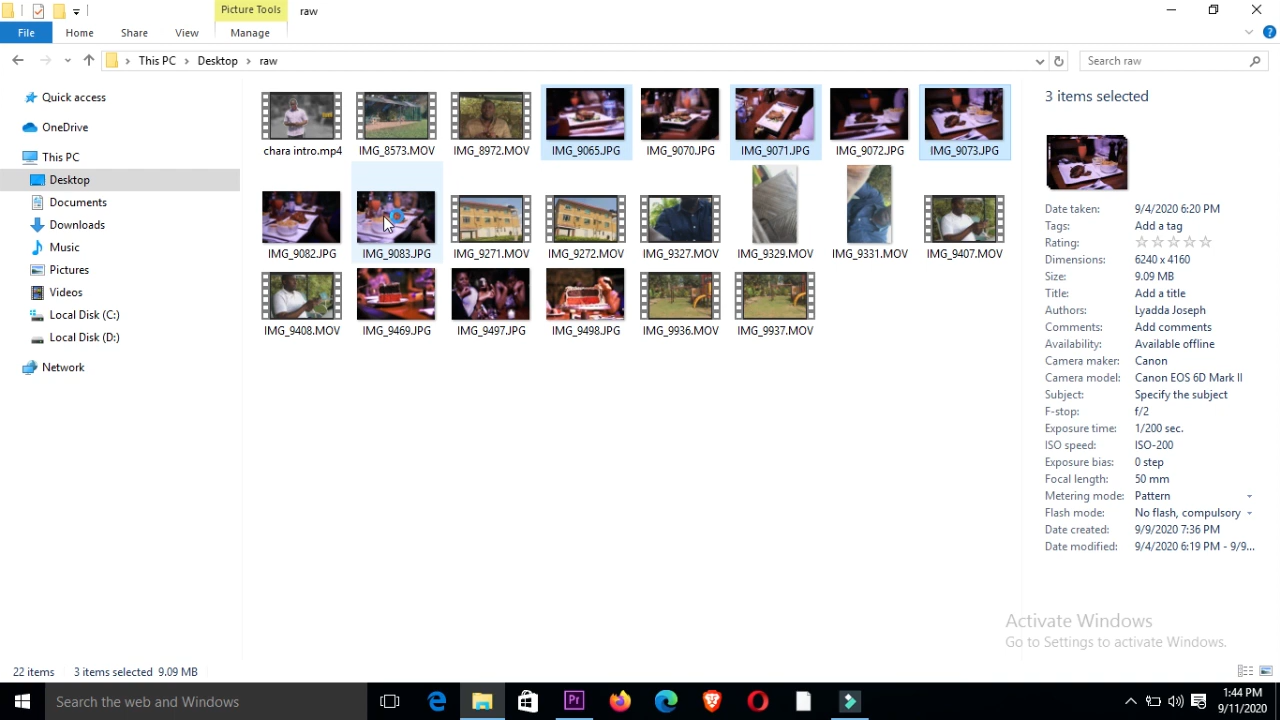 Picture Tools
raw
File
Home
Share
View
Manage
This PC
Desktop
raw
Search raw
Quick access
OneDrive
This PC
Desktop
Documents
Downloads
Music
Pictures
Videos
Local Disk (C:)
Local Disk (D:)
Network
chara intro.mp4
IMG_8573.MOV
IMG_8972.MOV
IMG_9065.JPG
IMG_9070.JPG
IMG_9071.JPG
IMG_9072.JPG
IMG_9073.JPG
IMG_9082.JPG
IMG_9083.JPG
IMG_9271.MOV
IMG_9272.MOV
IMG_9327.MOV
IMG_9329.MOV
IMG_9331.MOV
IMG_9407.MOV
IMG_9408.MOV
IMG_9469.JPG
IMG_9497.JPG
IMG_9498.JPG
IMG_9936.MOV
IMG_9937.MOV
3 items selected
Date taken: 9/4/2020 6:20 PM
Tags: Add a tag
Rating:
Dimensions: 6240 x 4160
Size: 9.09 MB
Title: Add a title
Authors: Lyadda Joseph
Comments: Add comments
Availability: Available offline
Camera maker: Canon
Camera model: Canon EOS 6D Mark II
Subject: Specify the subject
F-stop: f/2
Exposure time: 1/200 sec.
ISO speed: ISO-200
Exposure bias: 0 step
Focal length: 50 mm
Metering mode: Pattern
Flash mode: No flash, compulsory
Date created: 9/9/2020 7:36 PM
Date modified: 9/4/2020 6:19 PM - 9/9...
Activate Windows
Go to Settings to activate Windows.
22 items 3 items selected 9.09 MB
Search the web and Windows
Pr
1:44 PM
9/11/2020